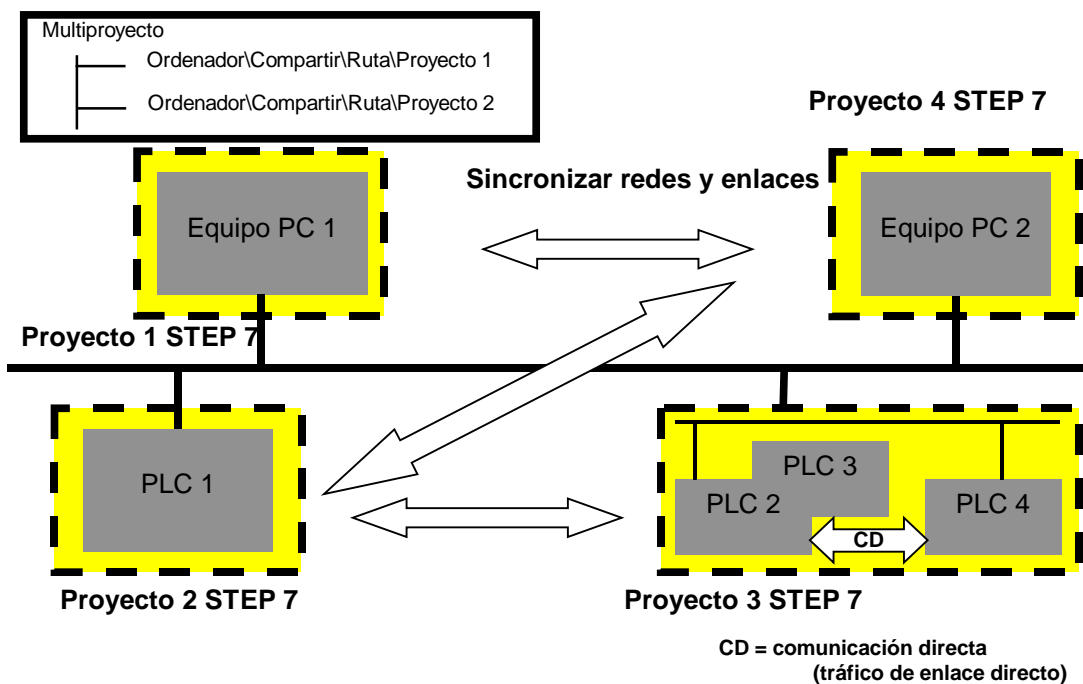 Multiproyecto
Ordenador\Compartir\Ruta\Proyecto 1
Ordenador\Compartir\Ruta\Proyecto 2
Proyecto 4 STEP 7
Sincronizar redes y enlaces
Equipo PC 1
Equipo PC 2
Proyecto 1 STEP 7
PLC 1
PLC 3
PLC 2
PLC 4
CD
Proyecto 2 STEP 7
Proyecto 3 STEP 7
CD = comunicación directa
(tráfico de enlace directo)